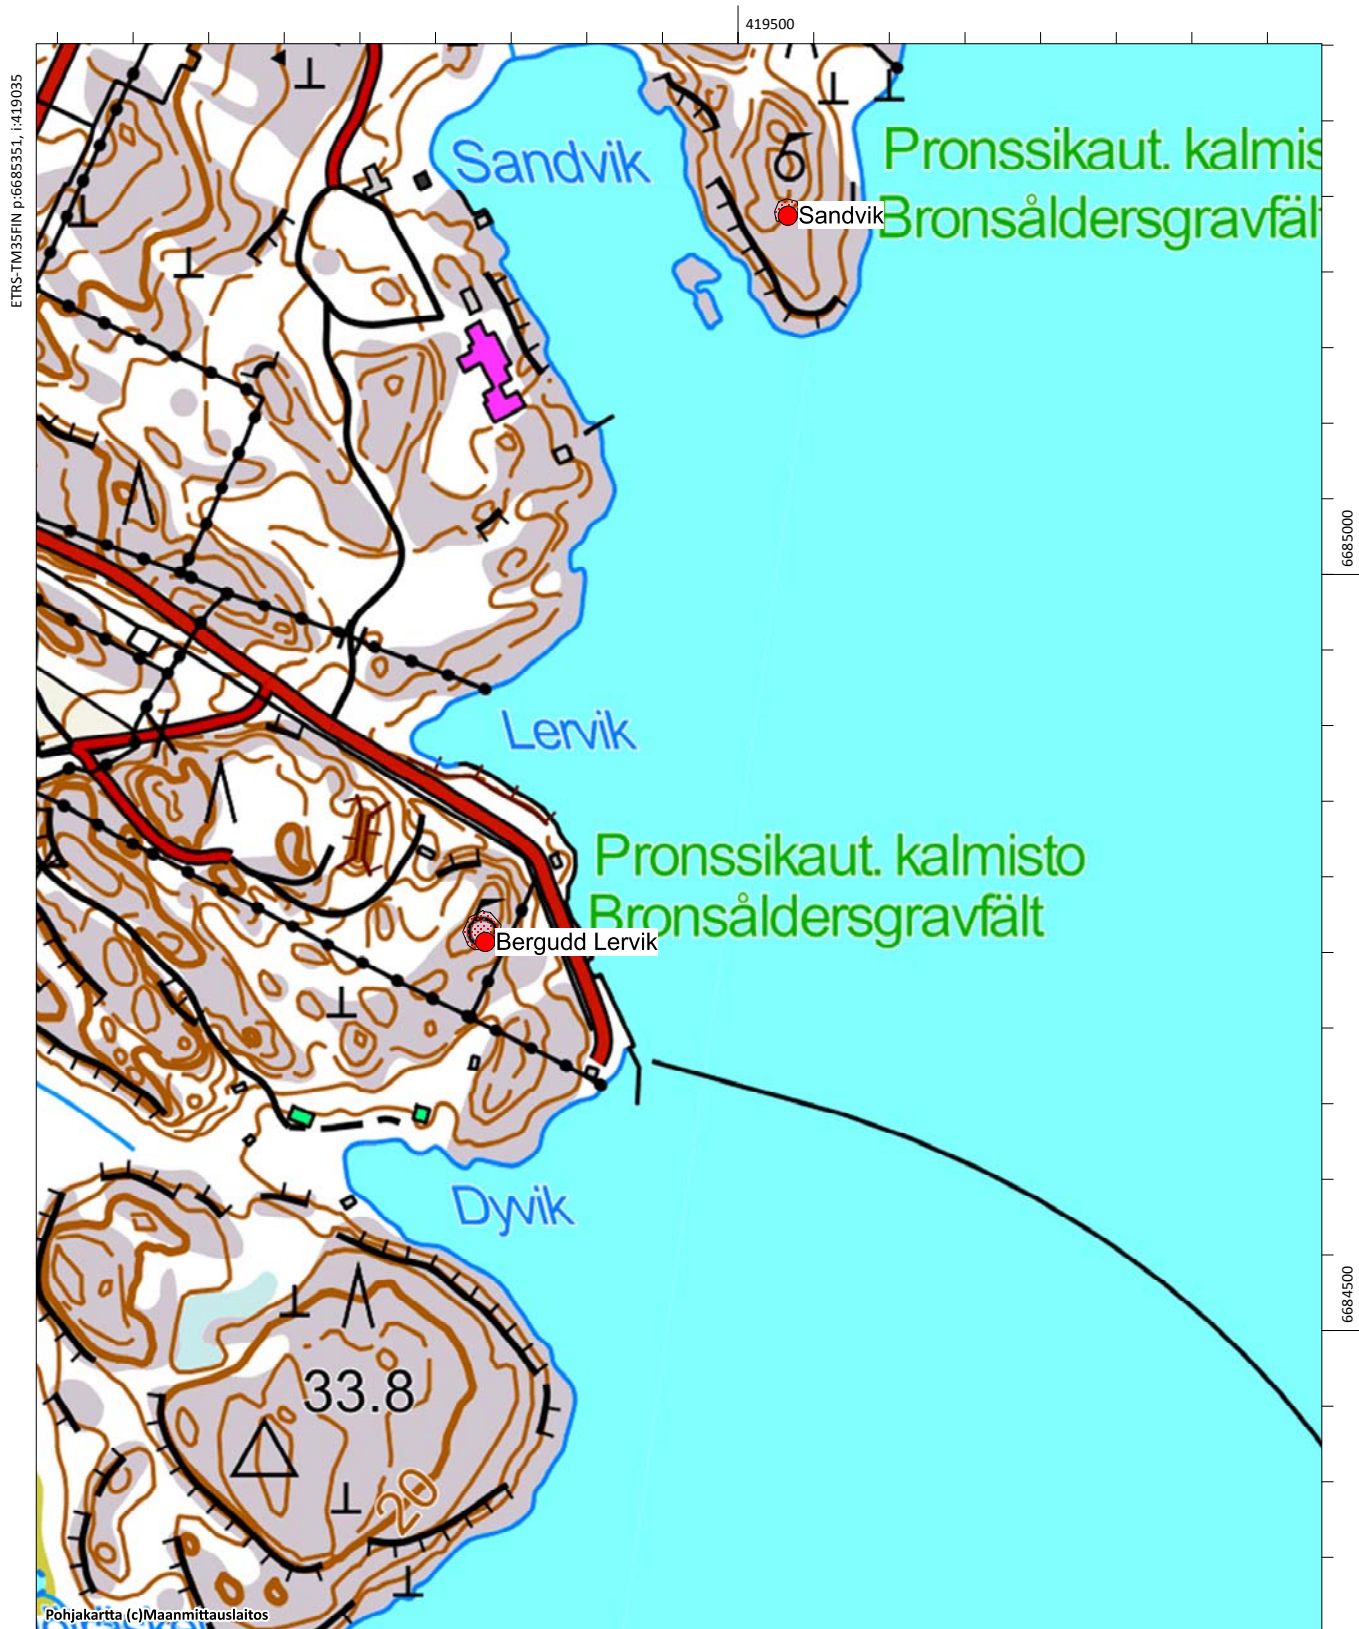 419500
ETRS-TM35FIN p:6685351, i:419035
Sandvik
Pronssikaut. kalmis
Bronsåldersgravfält
6
Sandvik
6685000
Lervik
Pronssikaut. kalmisto
Bronsåldersgravfält
Bergudd Lervik
Dyvik
6684500
33.8
20
Pohjakartta (c)Maanmittauslaitos